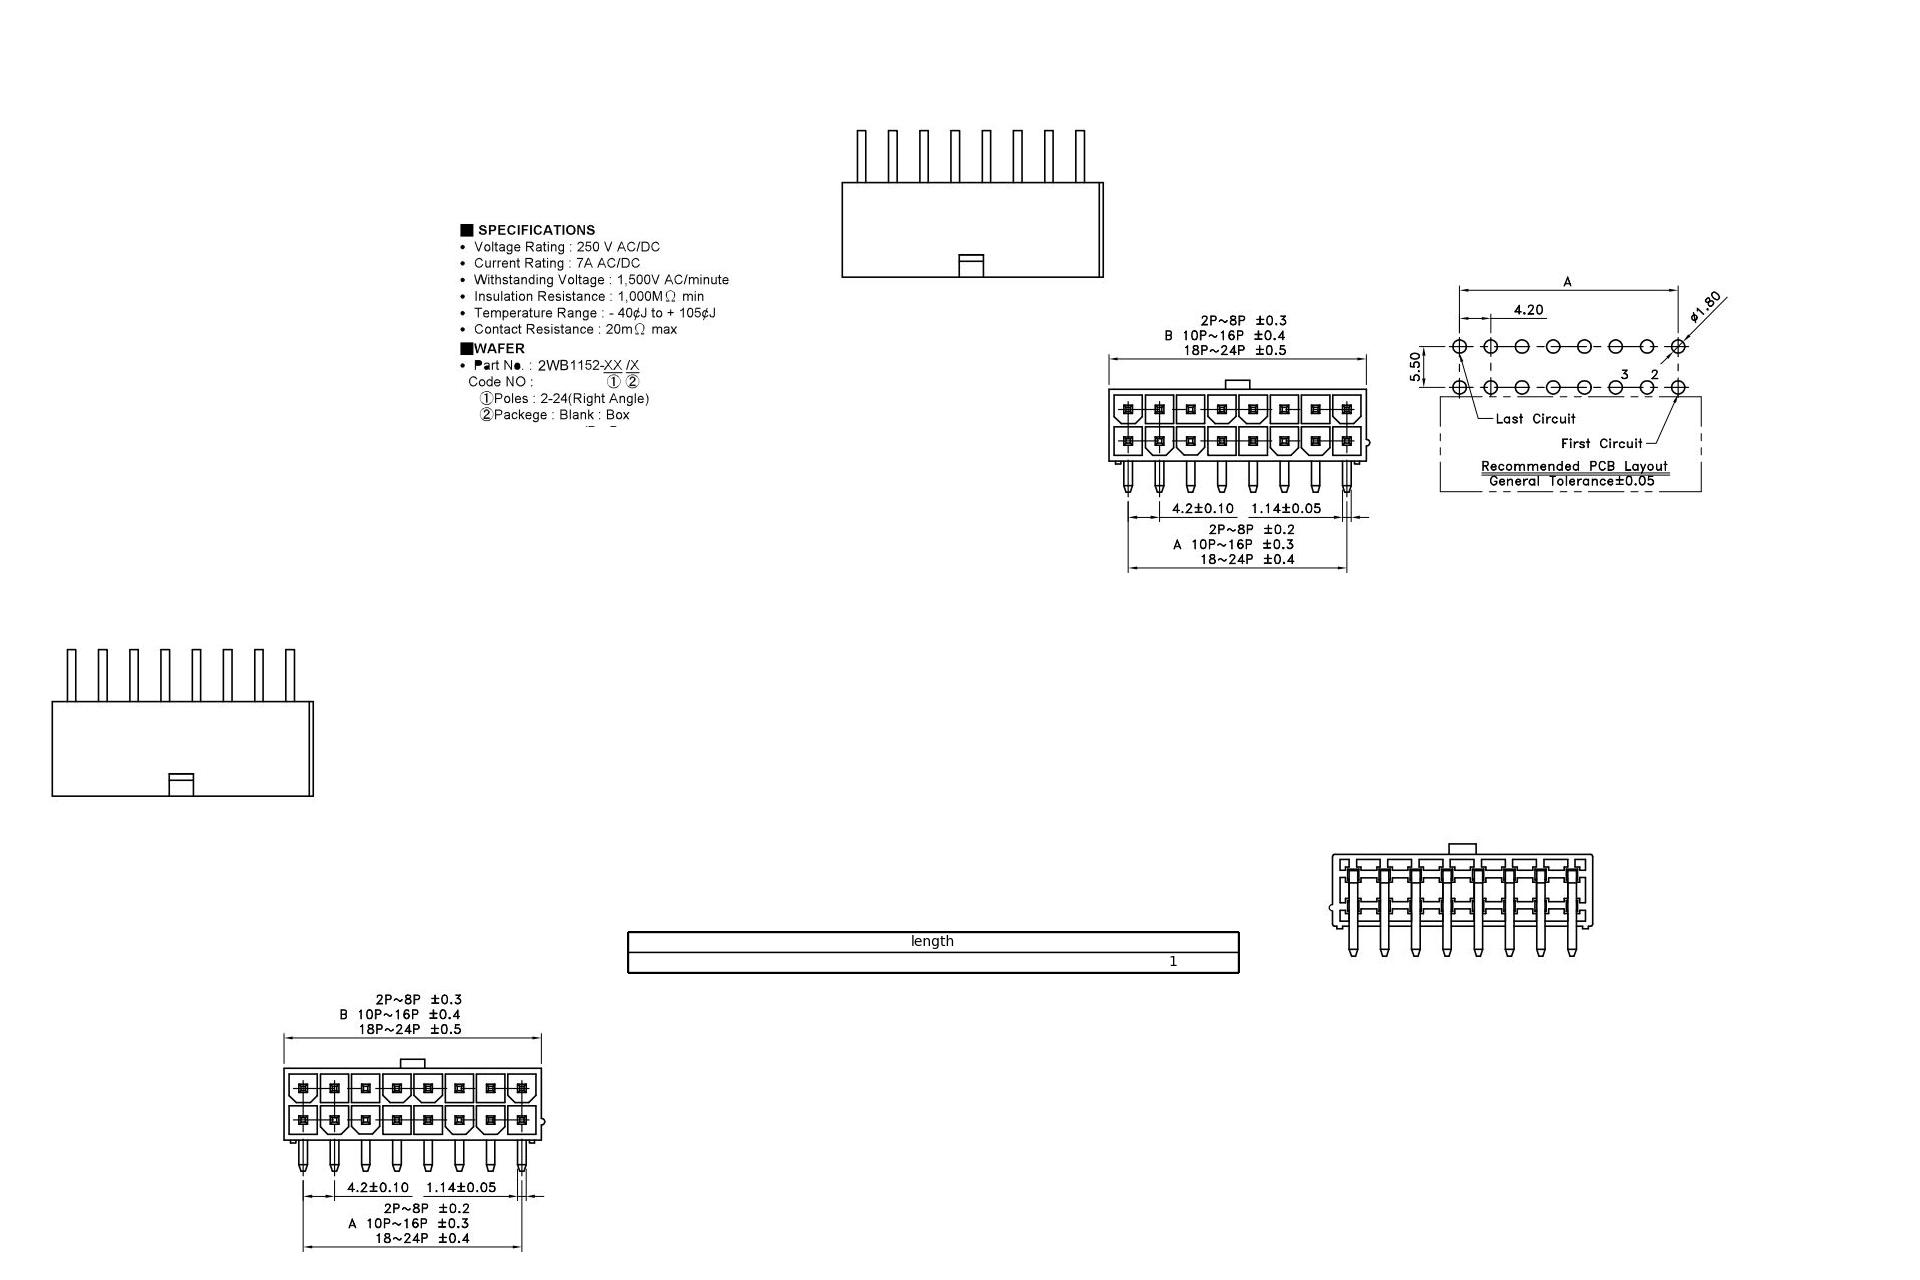 ■ SPECIFICATIONS
• Voltage Rating : 250 V AC/DC
• Current Rating : 7A AC/DC
• Withstanding Voltage : 1,500V AC/minute
• Insulation Resistance : 1,000MΩ min
• Temperature Range : - 40¢J to + 105¢J
• Contact Resistance : 20mΩ max
■WAFER
• Part No. : 2WB1152-XX /X
Code NO : ① ②
①Poles : 2-24(Right Angle)
②Packege : Blank : Box
2P~8P ±0.3
B 10P~16P ±0.4
18P~24P ±0.5
4.2±0.10 1.14±0.05
2P~8P ±0.2
A 10P~16P ±0.3
18~24P ±0.4
A
4.20
ø1.80
5.50
3 2
Last Circuit
First Circuit
Recommended PCB Layout
General Tolerance±0.05
length
1
2P~8P ±0.3
B 10P~16P ±0.4
18P~24P ±0.5
4.2±0.10 1.14±0.05
2P~8P ±0.2
A 10P~16P ±0.3
18~24P ±0.4